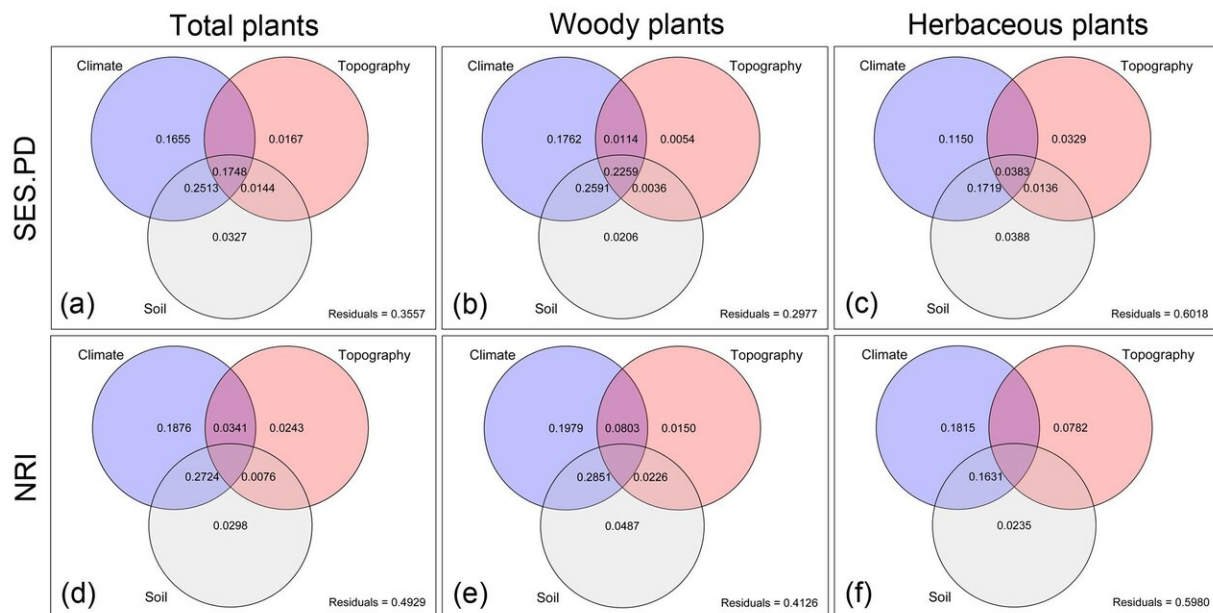 Total plants Woody plants Herbaceous plants
SES.PD
Climate Topography
0.1655 0.0167
0.1748
0.2513 0.0144
0.0327
(a) Soil Residuals = 0.3557
Climate Topography
0.1762 0.0114 0.0054
0.2259
0.2591 0.0036
0.0206
(b) Soil Residuals = 0.2977
Climate Topography
0.1150 0.0329
0.0383
0.1719 0.0136
0.0388
(c) Soil Residuals = 0.6018
NRI
Climate Topography
0.1876 0.0341 0.0243
0.2724 0.0076
0.0298
(d) Soil Residuals = 0.4929
Climate Topography
0.1979 0.0803 0.0150
0.2851 0.0226
0.0487
(e) Soil Residuals = 0.4126
Climate Topography
0.1815 0.0782
0.1631
0.0235
(f) Soil Residuals = 0.5980